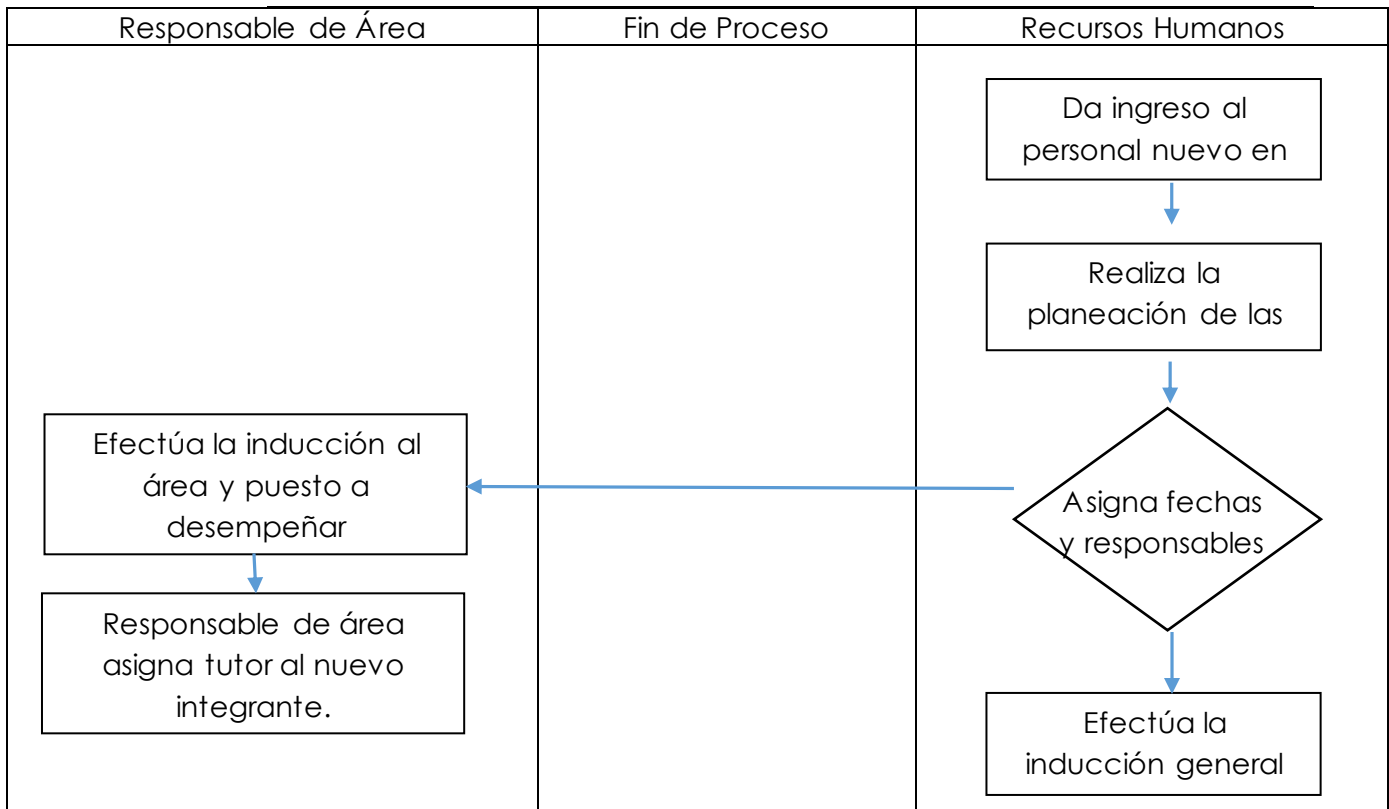 Responsable de Área
Fin de Proceso
Recursos Humanos
Da ingreso al
personal nuevo en
Realiza la
planeación de las
Asigna fechas
y responsables
Efectúa la inducción al
área y puesto a
desempeñar
Responsable de área
asigna tutor al nuevo
integrante.
Efectúa la
inducción general